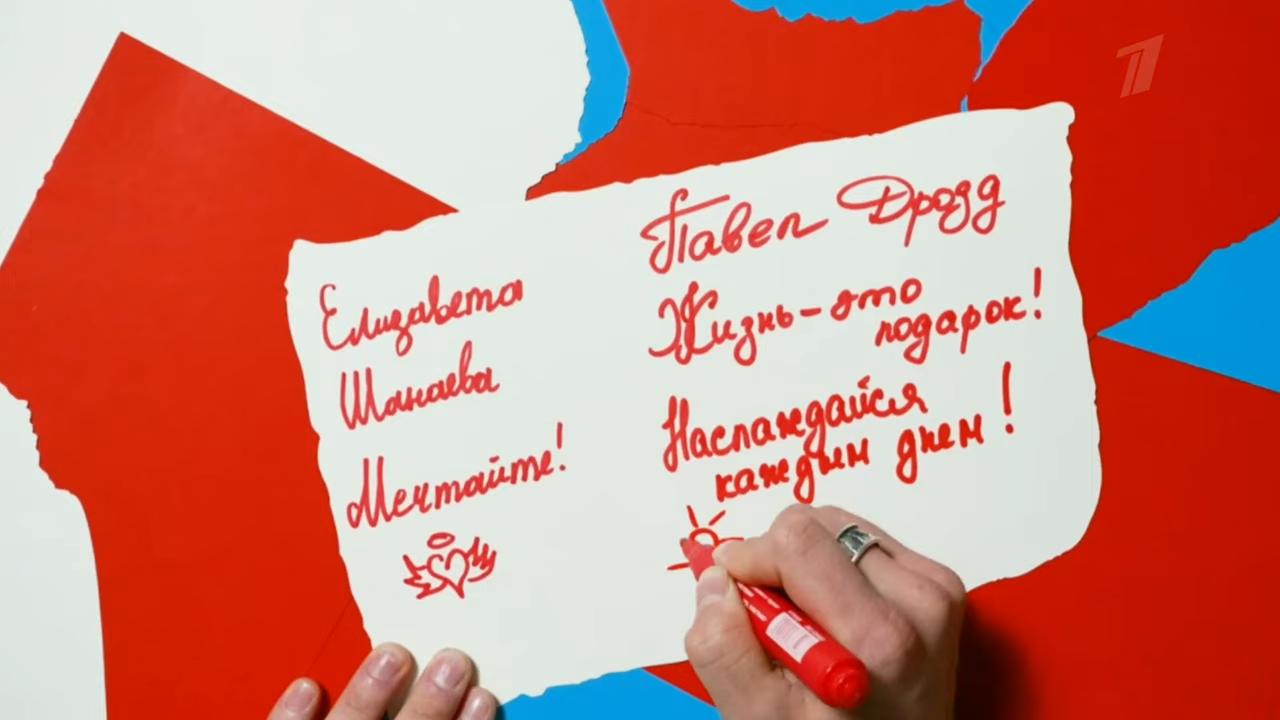 Елизавета
Шанаева
Мечтайте!
Павел Дрозд
Жизнь - это
подарок!
Наслаждайся
каждым днем!